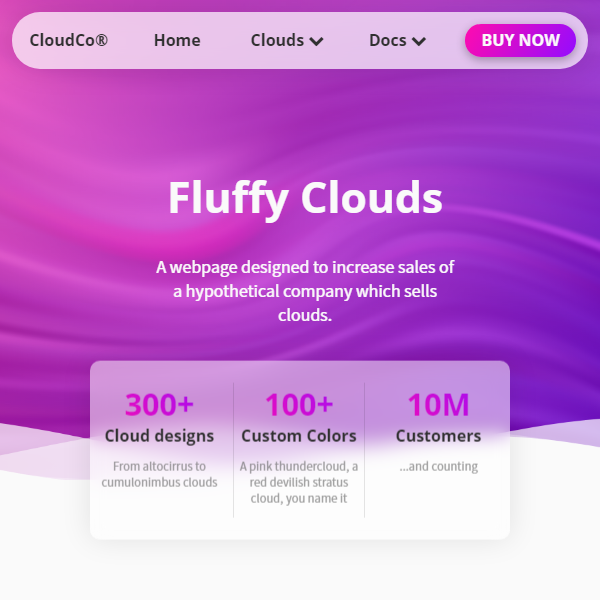 CloudCo® Home Clouds Docs BUY NOW
Fluffy Clouds
A webpage designed to increase sales of
a hypothetical company which sells
clouds.
300+
Cloud designs
From altocirrus to
cumulonimbus clouds
100+
Custom Colors
A pink thundercloud, a
red devilish stratus
cloud, you name it
10M
Customers
...and counting